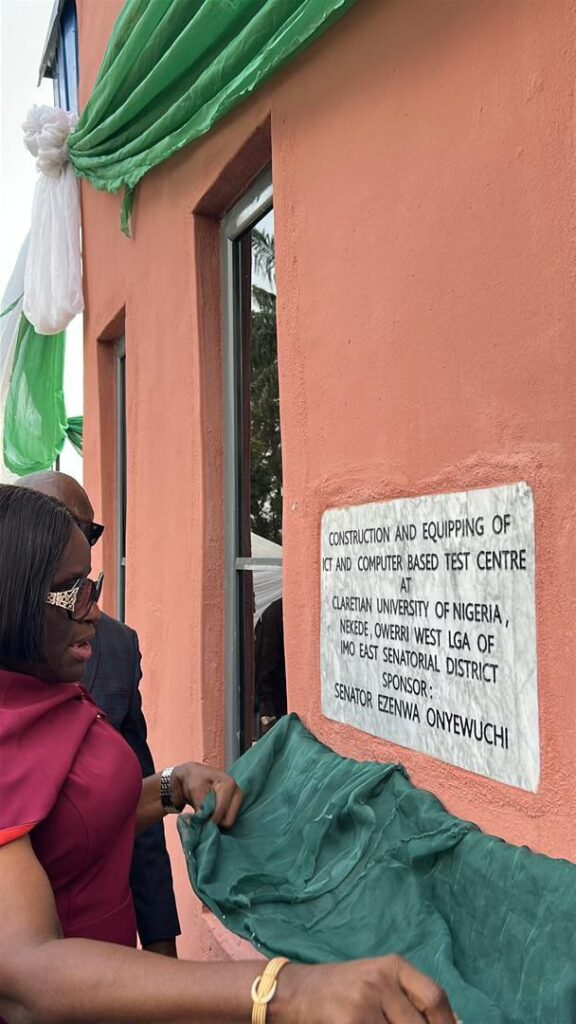 CONSTRUCTION AND EQUIPPING OF
ICT AND COMPUTER BASED TEST CENTRE
AT
CLARETIAN UNIVERSITY OF NIGERIA,
NEKEDE, OWERRI WEST LGA OF
IMO EAST SENATORIAL DISTRICT
SPONSOR:
SENATOR EZENWA ONYEWUCHI